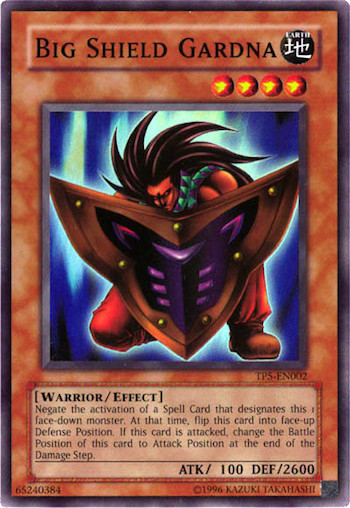 BIG SHIELD GARDNA
EARTH
地
TP5-EN002
[WARRIOR/EFFECT]
Negate the activation of a Spell Card that designates this 1
face-down monster. At that time, flip this card into face-up
Defense Position. If this card is attacked, change the Battle
Position of this card to Attack Position at the end of the
Damage Step.
ATK/ 100 DEF/2600
65240384
©1996 KAZUKI TAKAHASHI